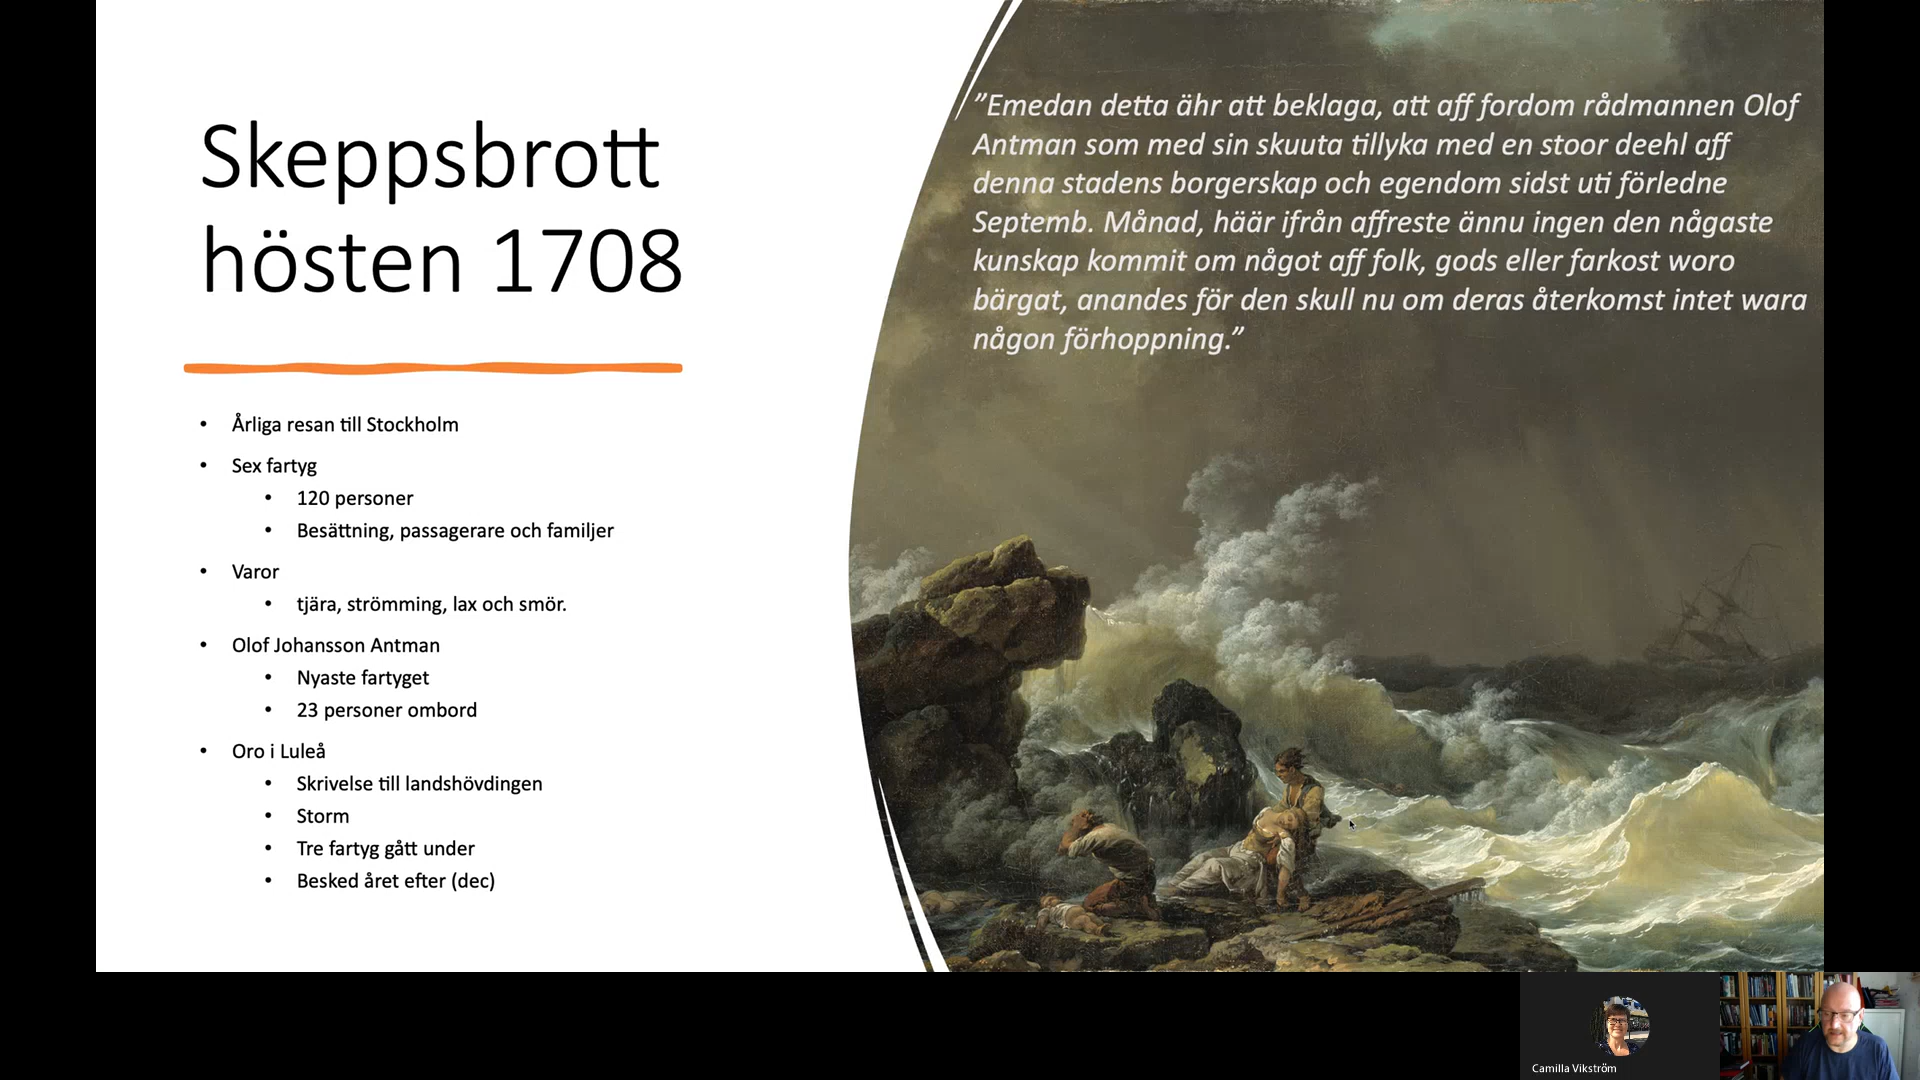 Skeppsbrott
hösten 1708
• Årliga resan till Stockholm
• Sex fartyg
• 120 personer
• Besättning, passagerare och familjer
• Varor
• tjära, strömming, lax och smör.
• Olof Johansson Antman
• Nyaste fartyget
• 23 personer ombord
• Oro i Luleå
• Skrivelse till landshövdingen
• Storm
• Tre fartyg gått under
• Besked året efter (dec)
”Emedan detta ähr att beklaga, att aff fordom rådmannen Olof
Antman som med sin skuuta tillyka med en stoor deehl aff
denna stadens borgerskap och egendom sidst uti förledne
Septemb. Månad, häär ifrån affreste ännu ingen den någaste
kunskap kommit om något aff folk, gods eller farkost woro
bärgat, anandes för den skull nu om deras återkomst intet wara
någon förhoppning.”
Camilla Vikström